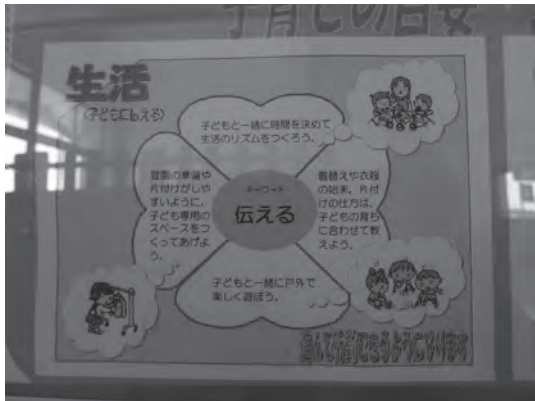 子育ての目安
生活
子どもと一緒に時間を決めて
生活のリズムをつくろう。
登園の準備や
片付けがしや
すいように、
子ども専用の
スペースをつ
くってあげよ
う。
キーワード
伝える
着替えや衣服
の始末、片付
けの仕方は、
子どもの育ち
に合わせて教
えよう。
子どもと一緒に戸外で
楽しく遊ぼう。